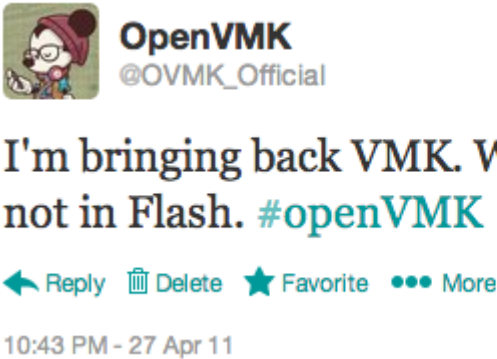 OpenVMK
@OVMK_Official
I'm bringing back VMK.
not in Flash. #openVMK
Reply Delete Favorite More
10:43 PM - 27 Apr 11